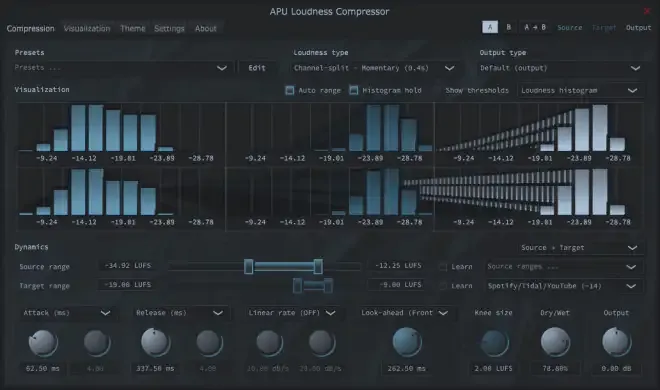 APU Loudness Compressor
Compression Visualization Theme Settings About
A B A → B Source Target Output
Presets Loudness type Output type
Presets ... Edit Channel-split - Momentary (0.4s) Default (output)
Visualization Auto range Histogram hold Show thresholds Loudness histogram
-9.24 -14.12 -19.01 -23.89 -28.78 -9.24 -14.12 -19.01 -23.89 -28.78 -9.24 -14.12 -19.01 -23.89 -28.78
-9.24 -14.12 -19.01 -23.89 -28.78 -9.24 -14.12 -19.01 -23.89 -28.78 -9.24 -14.12 -19.01 -23.89 -28.78
Dynamics Source + Target
Source range -34.92 LUFS -12.25 LUFS Learn Source ranges ...
Target range -19.00 LUFS -9.00 LUFS Learn Spotify/Tidal/YouTube (-14)
Attack (ms) Release (ms) Linear rate (OFF) Look-ahead (Front Knee size Dry/Wet Output
62.50 ms 4.00 337.50 ms 4.00 20.00 dB/s 262.50 ms 2.00 LUFS 78.60% 0.00 dB